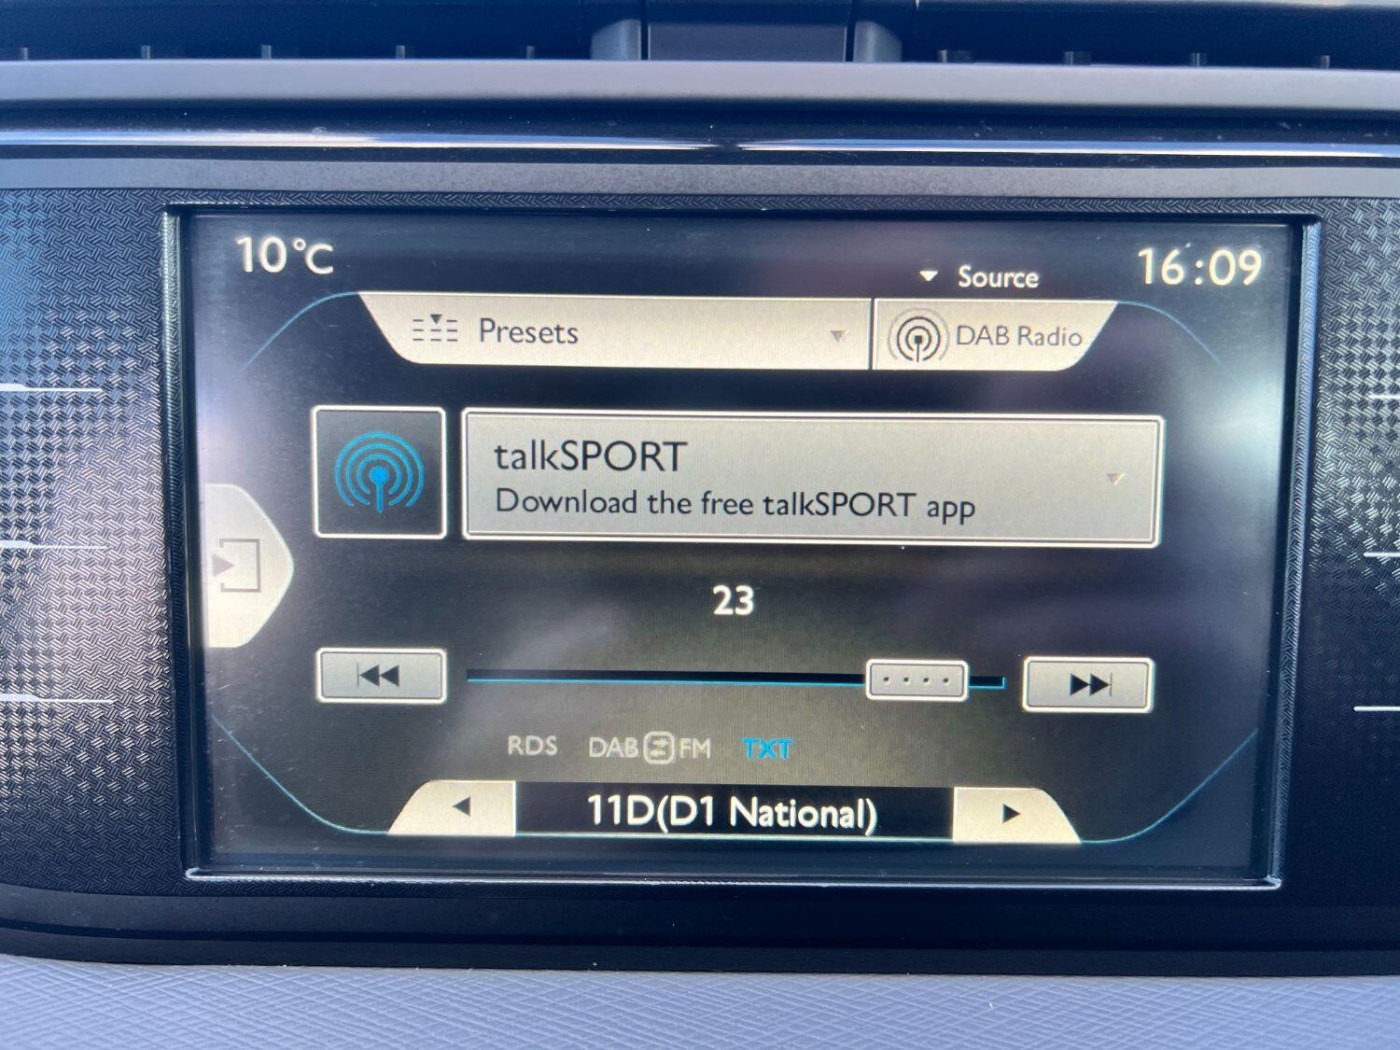 10°C
Source
16:09
Presets
DAB Radio
talkSPORT
Download the free talkSPORT app
23
RDS DAB FM TXT
11D(D1 National)